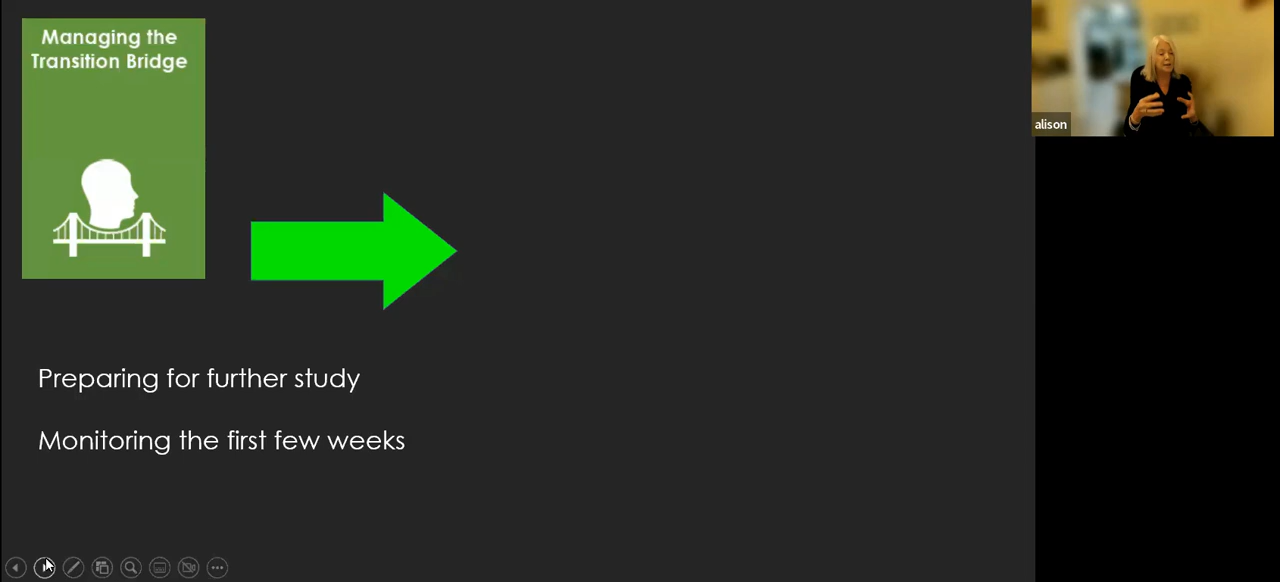 Managing the
Transition Bridge
alison
Preparing for further study
Monitoring the first few weeks